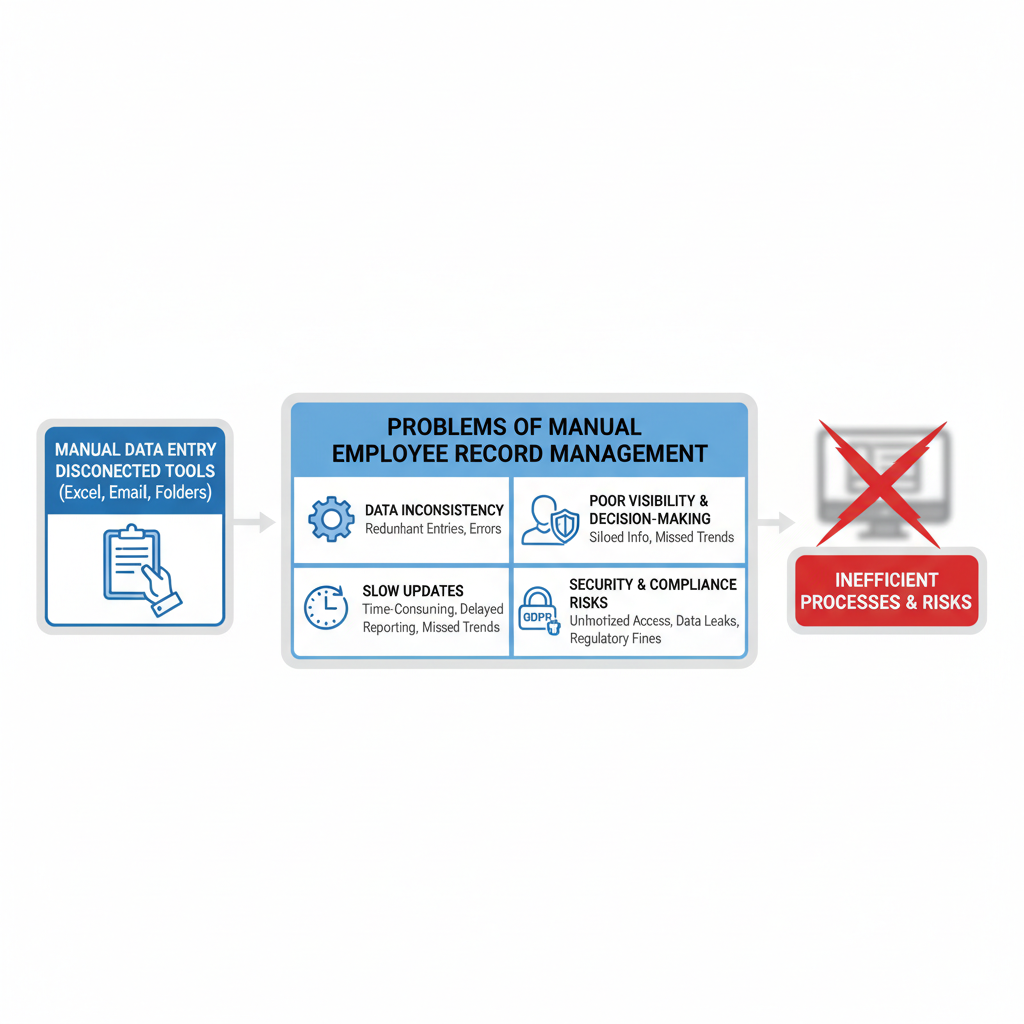 MANUAL DATA ENTRY
DISCONECTED TOOLS
(Excel, Email, Folders)
PROBLEMS OF MANUAL
EMPLOYEE RECORD MANAGEMENT
DATA INCONSISTENCY
Redunhant Entries, Errors
POOR VISIBILITY &
DECISION-MAKING
Siloed Info, Missed Trends
SLOW UPDATES
Time-Consuning, Delayed
Reporting, Missed Trends
GDPR
SECURITY & COMPLIANCE
RISKS
Unhnotized Access, Data Leaks,
Regulatory Fines
INEFFICIENT
PROCESSES & RISKS